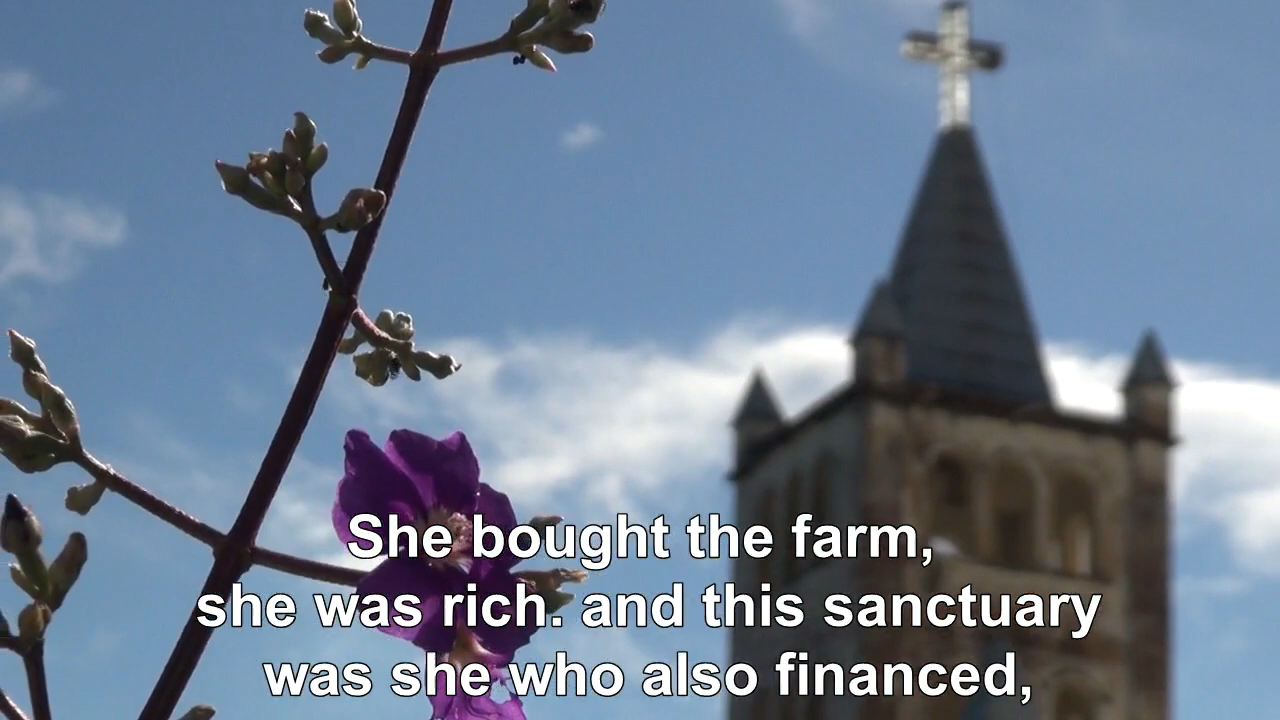 She bought the farm,
she was rich. and this sanctuary
was she who also financed,